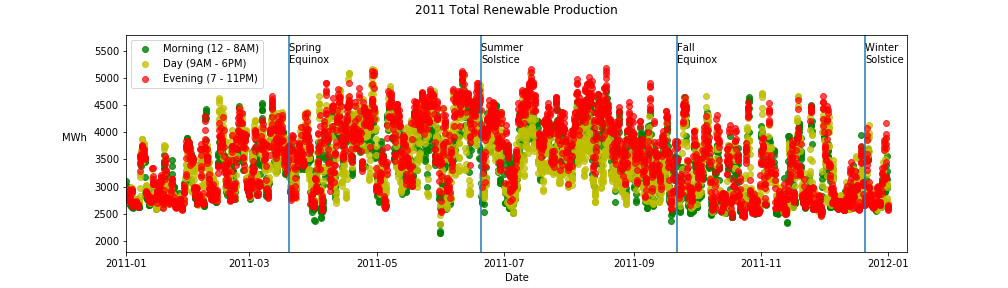 2011 Total Renewable Production
Morning (12 - 8AM)
Day (9AM - 6PM)
Evening (7 - 11PM)
Spring
Equinox
Summer
Solstice
Fall
Equinox
Winter
Solstice
MWh
5500
5000
4500
4000
3500
3000
2500
2000
2011-01
2011-03
2011-05
2011-07
2011-09
2011-11
2012-01
Date